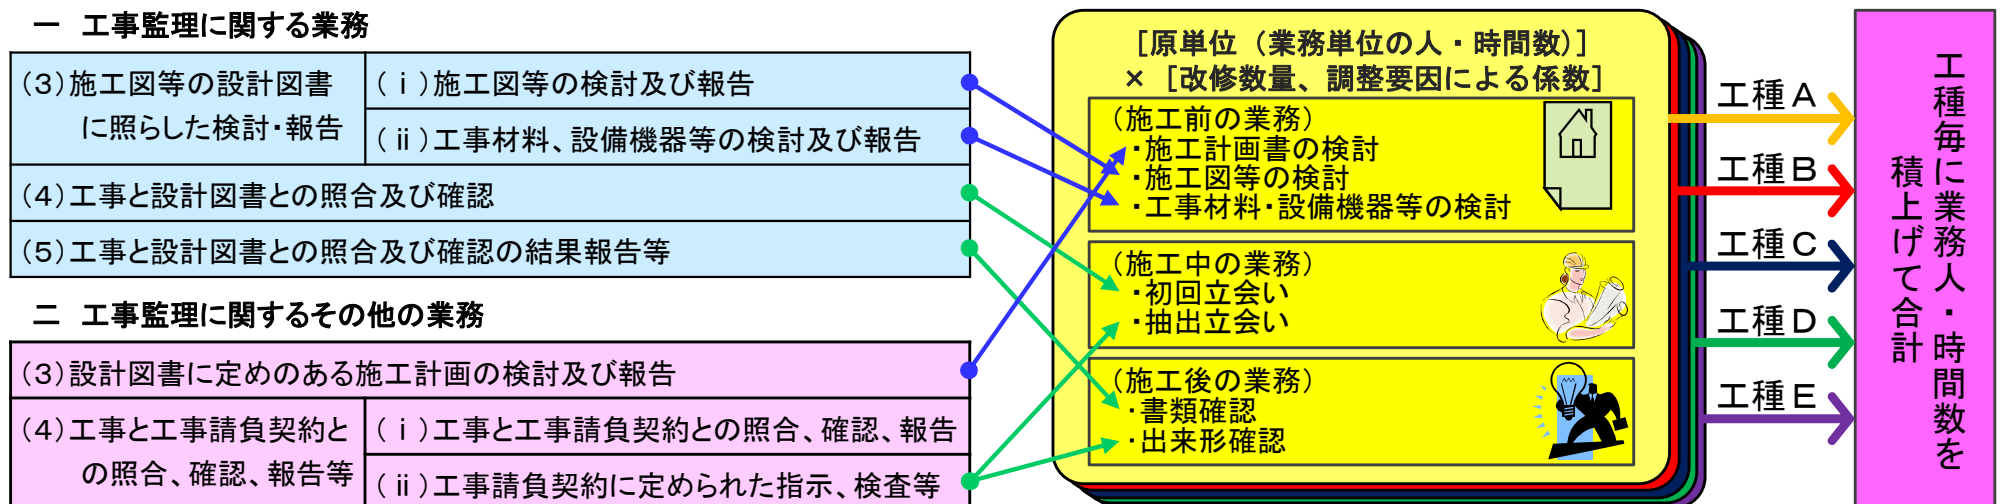 一　工事監理に関する業務
(3)施工図等の設計図書
に照らした検討･報告
(ⅰ)施工図等の検討及び報告
(ⅱ)工事材料、設備機器等の検討及び報告
(4)工事と設計図書との照合及び確認
(5)工事と設計図書との照合及び確認の結果報告等
二　工事監理に関するその他の業務
(3)設計図書に定めのある施工計画の検討及び報告
(4)工事と工事請負契約と
の照合、確認、報告等
(ⅰ)工事と工事請負契約との照合、確認、報告
(ⅱ)工事請負契約に定められた指示、検査等
［原単位（業務単位の人・時間数）］
×［改修数量、調整要因による係数］
(施工前の業務)
･施工計画書の検討
･施工図等の検討
･工事材料･設備機器等の検討
(施工中の業務)
･初回立会い
･抽出立会い
(施工後の業務)
･書類確認
･出来形確認
工種Ａ
工種Ｂ
工種Ｃ
工種Ｄ
工種Ｅ
工種毎に業務人・時間数を
積上げて合計